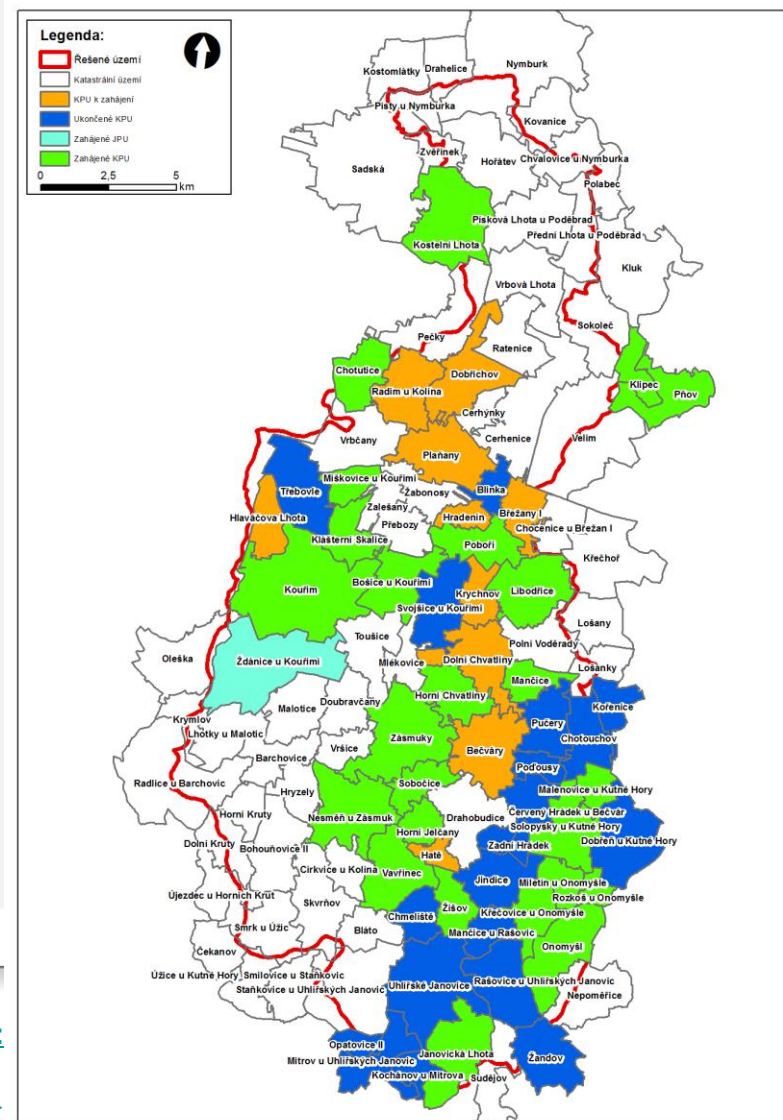 Legenda:
Řešené území
Katastrální území
KPU k zahájení
Ukončené KPU
Zahájené JPU
Zahájené KPU
0 2,5 5
km
Nymburk
Kostomlátky
Drahelice
Písty u Nymburka
Kovanice
Zvěřínek
Hořátev
Chvalovice u Nymburka
Sadská
Polabec
Písková Lhota u Poděbrad
Přední Lhota u Poděbrad
Kostelní Lhota
Kluk
Vrbová Lhota
Sokoleč
Pečky
Ratenice
Chotutice
Dobřichov
Radim u Kolína
Klipec
Pňov
Cerhýnky
Vrbčany
Cerhenice
Velim
Plaňany
Miškovice u Kouřimi
Třebovle
Žabonosy
Blinka
Zalešany
Hlaváčova Lhota
Přebozy
Hradenín
Břežany I
Chocenice u Břežan I
Klášterní Skalice
Poboří
Křečhoř
Kouřim
Bošice u Kouřimi
Krychnov
Libodřice
Svojšice u Kouřimi
Lošany
Toušice
Polní Voděrady
Oleška
Ždánice u Kouřimi
Mlékovice
Dolní Chvatliny
Lošánky
Mančice
Malotice
Doubravčany
Horní Chvatliny
Kořenice
Krymlov
Lhotky u Malotic
Pučery
Chotouchov
Vršice
Zásmuky
Bečváry
Barchovice
Poďousy
Radlice u Barchovic
Hryzely
Sobočice
Malenovice u Kutné Hory
Drahobudice
Červený Hrádek u Bečvár
Horní Kruty
Nesměň u Zásmuk
Horní Jelčany
Solopysky u Kutné Hory
Dobřeň u Kutné Hory
Dolní Kruty
Bohouňovice II
Hatě
Zadní Hrádek
Církvice u Kolína
Vavřinec
Jindice
Miletín u Onomyšle
Újezdec u Horních Krut
Skvrňov
Žíšov
Rozkoš u Onomyšle
Chmeliště
Křečovice u Onomyšle
Smrk u Úžic
Bláto
Mančice u Rašovic
Onomyšl
Čekanov
Úžice u Kutné Hory
Smilovice u Staňkovic
Rašovice u Uhlířských Janovic
Staňkovice u Uhlířských Janovic
Uhlířské Janovice
Nepoměřice
Opatovice II
Janovická Lhota
Mitrov u Uhlířských Janovic
Žandov
Kochánov u Mitrova
Sudějov